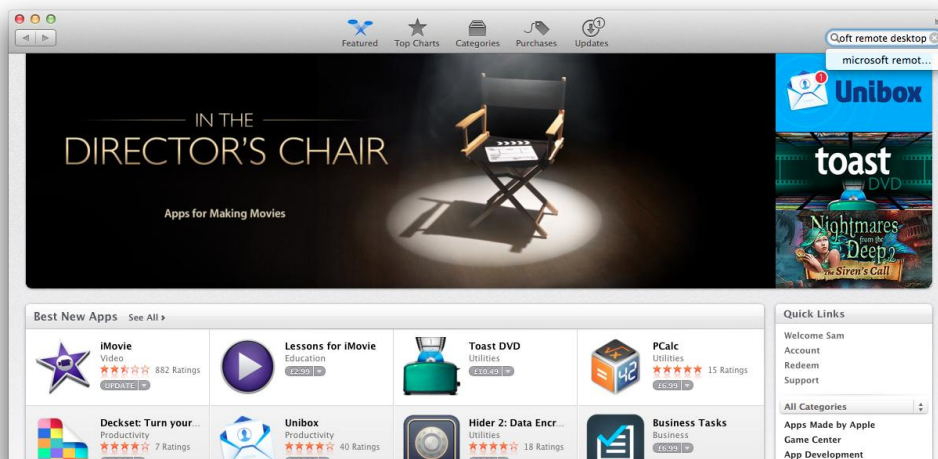 Featured
Top Charts
Categories
Purchases
1
Updates
oft remote desktop
microsoft remot...
IN THE
DIRECTOR'S CHAIR
Apps for Making Movies
1
Unibox
toast
DVD
Nightmares
from the
Deep 2
The Siren's Call
Best New Apps See All
iMovie
Video
882 Ratings
UPDATE
Lessons for iMovie
Education
£2.99
Toast DVD
Utilities
£10.49
PCalc
Utilities
15 Ratings
£6.99
Deckset: Turn your...
Productivity
7 Ratings
Unibox
Productivity
40 Ratings
Hider 2: Data Encr...
Utilities
18 Ratings
Business Tasks
Business
£6.99
Quick Links
Welcome Sam
Account
Redeem
Support
All Categories
Apps Made by Apple
Game Center
App Development